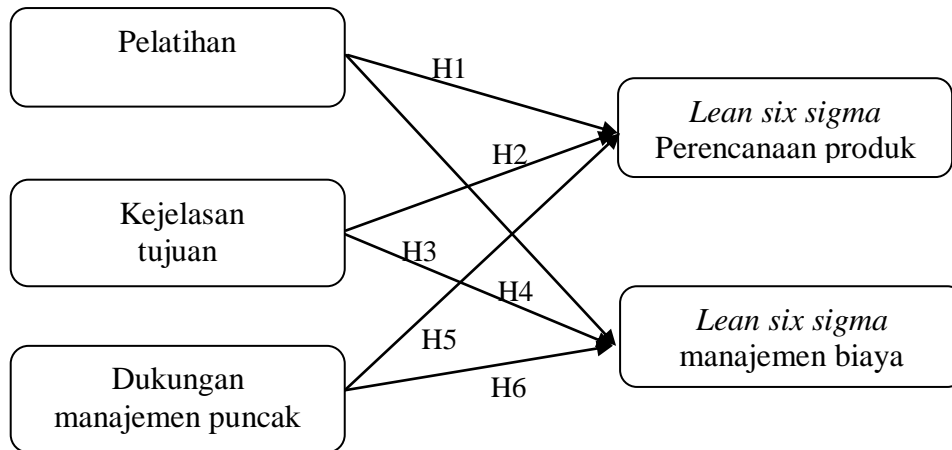 Pelatihan
H1
Lean six sigma
Perencanaan produk
H2
Kejelasan
tujuan
H3
H4
Lean six sigma
manajemen biaya
H5
Dukungan
manajemen puncak
H6